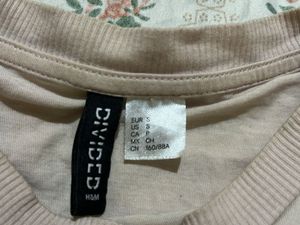 DIVIDED
H&M
EUR S
US S
CA P
MX CH
CN 160/88A